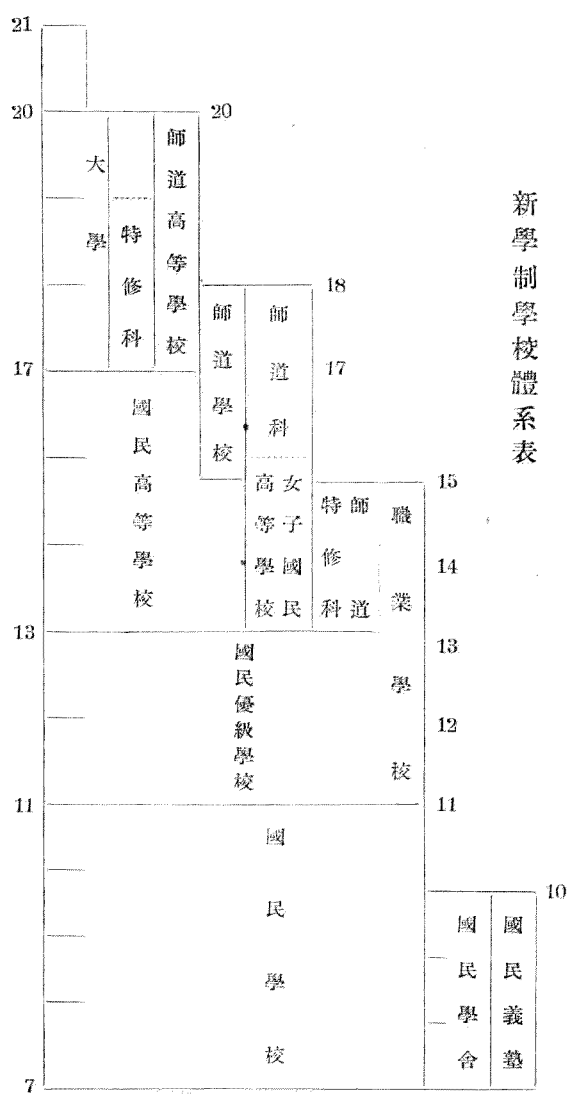 新學制學校體系表
21
20
20
大學
特修科
師道高等學校
18
17
17
師道學校
師道科
國民高等學校
女子國民
高等學校
師道
特修科
職業學校
15
14
13
13
12
國民優級學校
11
11
國民學校
10
國民學舍
國民義塾
7